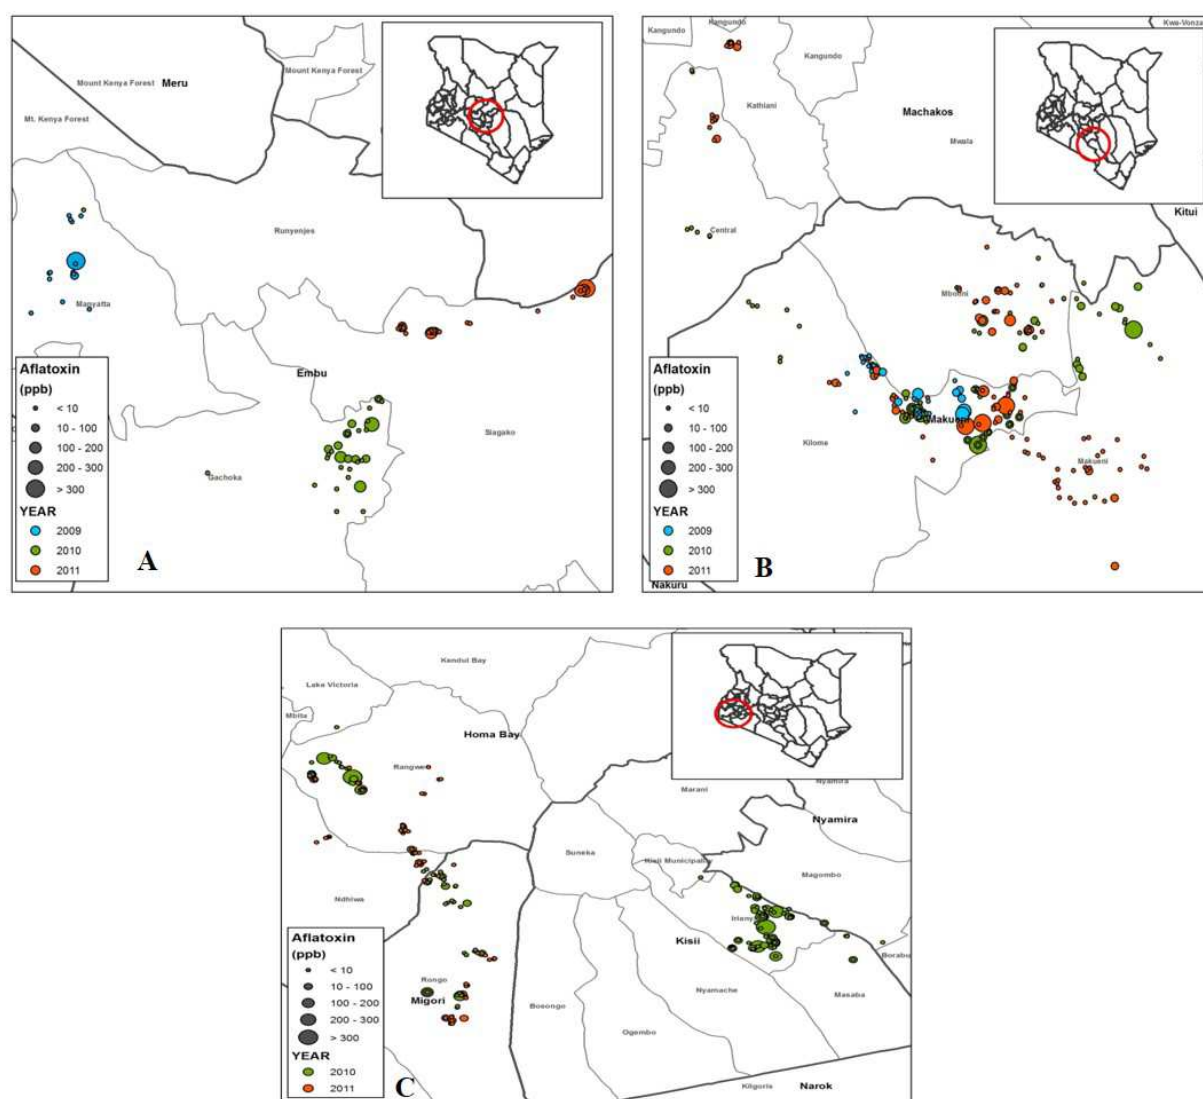 Mount Kenya Forest
Mount Kenya Forest
Meru
Mt. Kenya Forest
Runyenjes
Manyatta
Embu
Siagako
Gachoka
Aflatoxin
(ppb)
< 10
10 - 100
100 - 200
200 - 300
> 300
YEAR
2009
2010
2011
A
Kangundo
Kwa-Vonza
Kangundo
Kangundo
Kathiani
Machakos
Mwala
Kitui
Central
Mbooni
Makueni
Kilome
Makueni
Nakuru
Aflatoxin
(ppb)
< 10
10 - 100
100 - 200
200 - 300
> 300
YEAR
2009
2010
2011
B
Kendui Bay
Lake Victoria
Mbita
Homa Bay
Rangwe
Nyamira
Marani
Nyamira
Suneka
Kisii Municipality
Magombo
Ndhiwa
Irieny
Kisii
Borabu
Rongo
Migori
Nyamache
Masaba
Bosongo
Ogembo
Kilgoris
Narok
Aflatoxin
(ppb)
< 10
10 - 100
100 - 200
200 - 300
> 300
YEAR
2010
2011
C